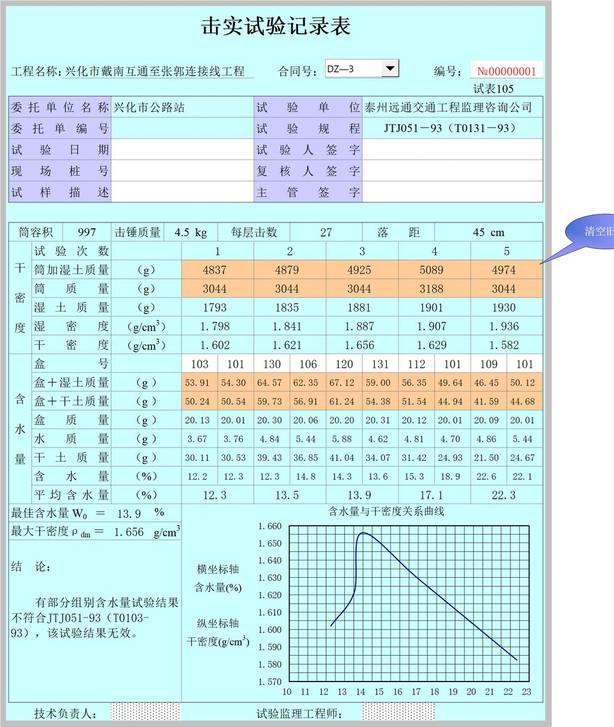 击实试验记录表
工程名称: 兴化市戴南互通至张郭连接线工程 合同号: DZ—3 编号: №00000001
试表105
委托单位名称 兴化市公路站 试验单位 泰州远通交通工程监理咨询公司
委托单编号 试验规程 JTJ051－93（T0131－93）
试验日期 试验人签字
现场桩号 复核人签字
试样描述 主管签字
清空旧
筒容积 997 击锤质量 4.5 kg 每层击数 27 落距 45 cm
干密度
试验次数 1 2 3 4 5
筒加湿土质量 （g） 4837 4879 4925 5089 4974
筒质量 （g） 3044 3044 3044 3188 3044
湿土质量 （g） 1793 1835 1881 1901 1930
湿密度 （g/cm³） 1.798 1.841 1.887 1.907 1.936
干密度 （g/cm³） 1.602 1.621 1.656 1.629 1.582
含水量
盒号 103 101 130 106 120 131 112 101 109 101
盒＋湿土质量 （g） 53.91 54.30 64.57 62.35 67.12 59.00 56.35 49.64 46.45 50.12
盒＋干土质量 （g） 50.24 50.54 59.73 56.91 61.24 54.38 51.54 44.94 41.59 44.68
盒质量 （g） 20.13 20.01 20.30 20.06 20.20 20.31 20.12 20.01 20.09 20.01
水质量 （g） 3.67 3.76 4.84 5.44 5.88 4.62 4.81 4.70 4.86 5.44
干土质量 （g） 30.11 30.53 39.43 36.85 41.04 34.07 31.42 24.93 21.50 24.67
含水量 （%） 12.2 12.3 12.3 14.8 14.3 13.6 15.3 18.9 22.6 22.1
平均含水量 （%） 12.3 13.5 13.9 17.1 22.3
最佳含水量 W₀ ＝ 13.9 %
最大干密度 ρdm ＝ 1.656 g/cm³
结 论：
有部分组别含水量试验结果
不符合JTJ051-93（T0103-
93），该试验结果无效。
含水量与干密度关系曲线
横坐标轴
含水量(%)
纵坐标轴
干密度(g/cm³)
1.660
1.650
1.640
1.630
1.620
1.610
1.600
1.590
1.580
1.570
10 11 12 13 14 15 16 17 18 19 20 21 22 23
技术负责人: 试验监理工程师: